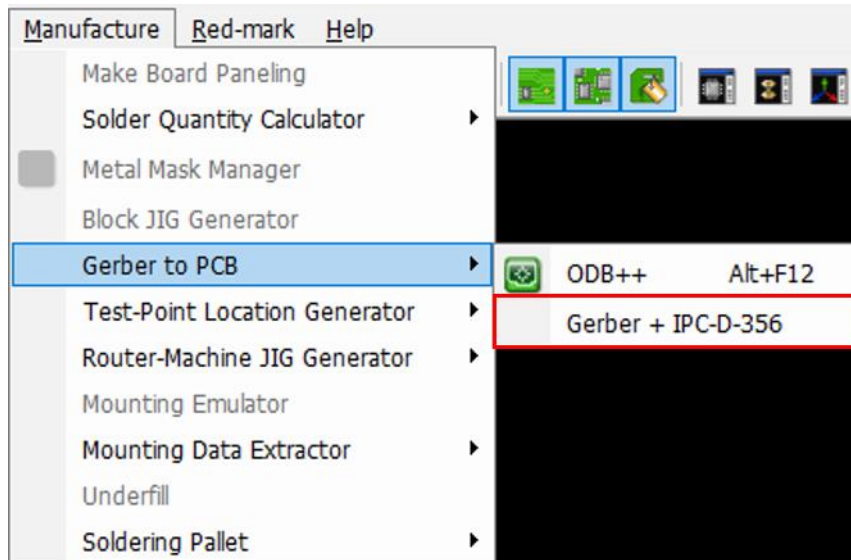 Manufacture Red-mark Help
Make Board Paneling
Solder Quantity Calculator
Metal Mask Manager
Block JIG Generator
Gerber to PCB
ODB++ Alt+F12
Gerber + IPC-D-356
Test-Point Location Generator
Router-Machine JIG Generator
Mounting Emulator
Mounting Data Extractor
Underfill
Soldering Pallet